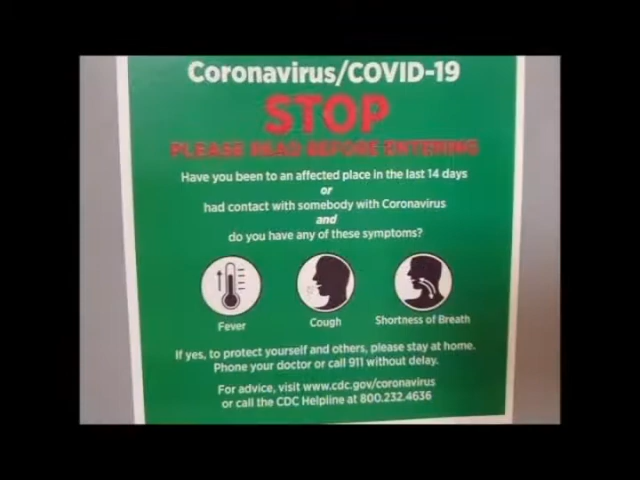 Coronavirus/COVID-19
STOP
PLEASE READ BEFORE ENTERING
Have you been to an affected place in the last 14 days
or
had contact with somebody with Coronavirus
and
do you have any of these symptoms?
Fever
Cough
Shortness of Breath
If yes, to protect yourself and others, please stay at home.
Phone your doctor or call 911 without delay.
For advice, visit www.cdc.gov/coronavirus
or call the CDC Helpline at 800.232.4636